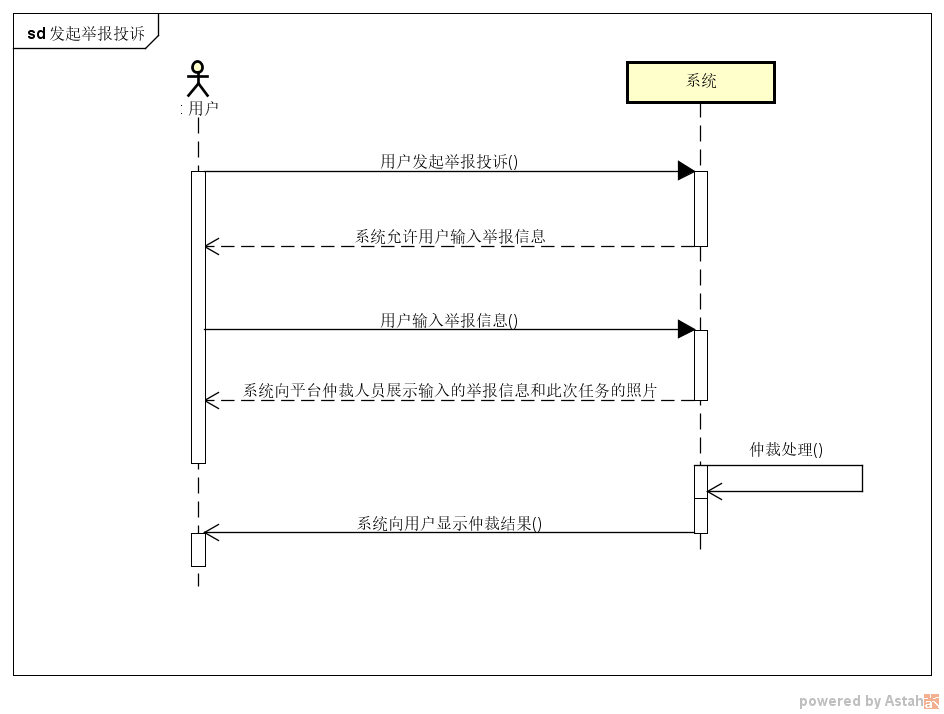 sd 发起举报投诉
系统
: 用户
用户发起举报投诉()
系统允许用户输入举报信息
用户输入举报信息()
系统向平台仲裁人员展示输入的举报信息和此次任务的照片
仲裁处理()
系统向用户显示仲裁结果()
powered by Astah